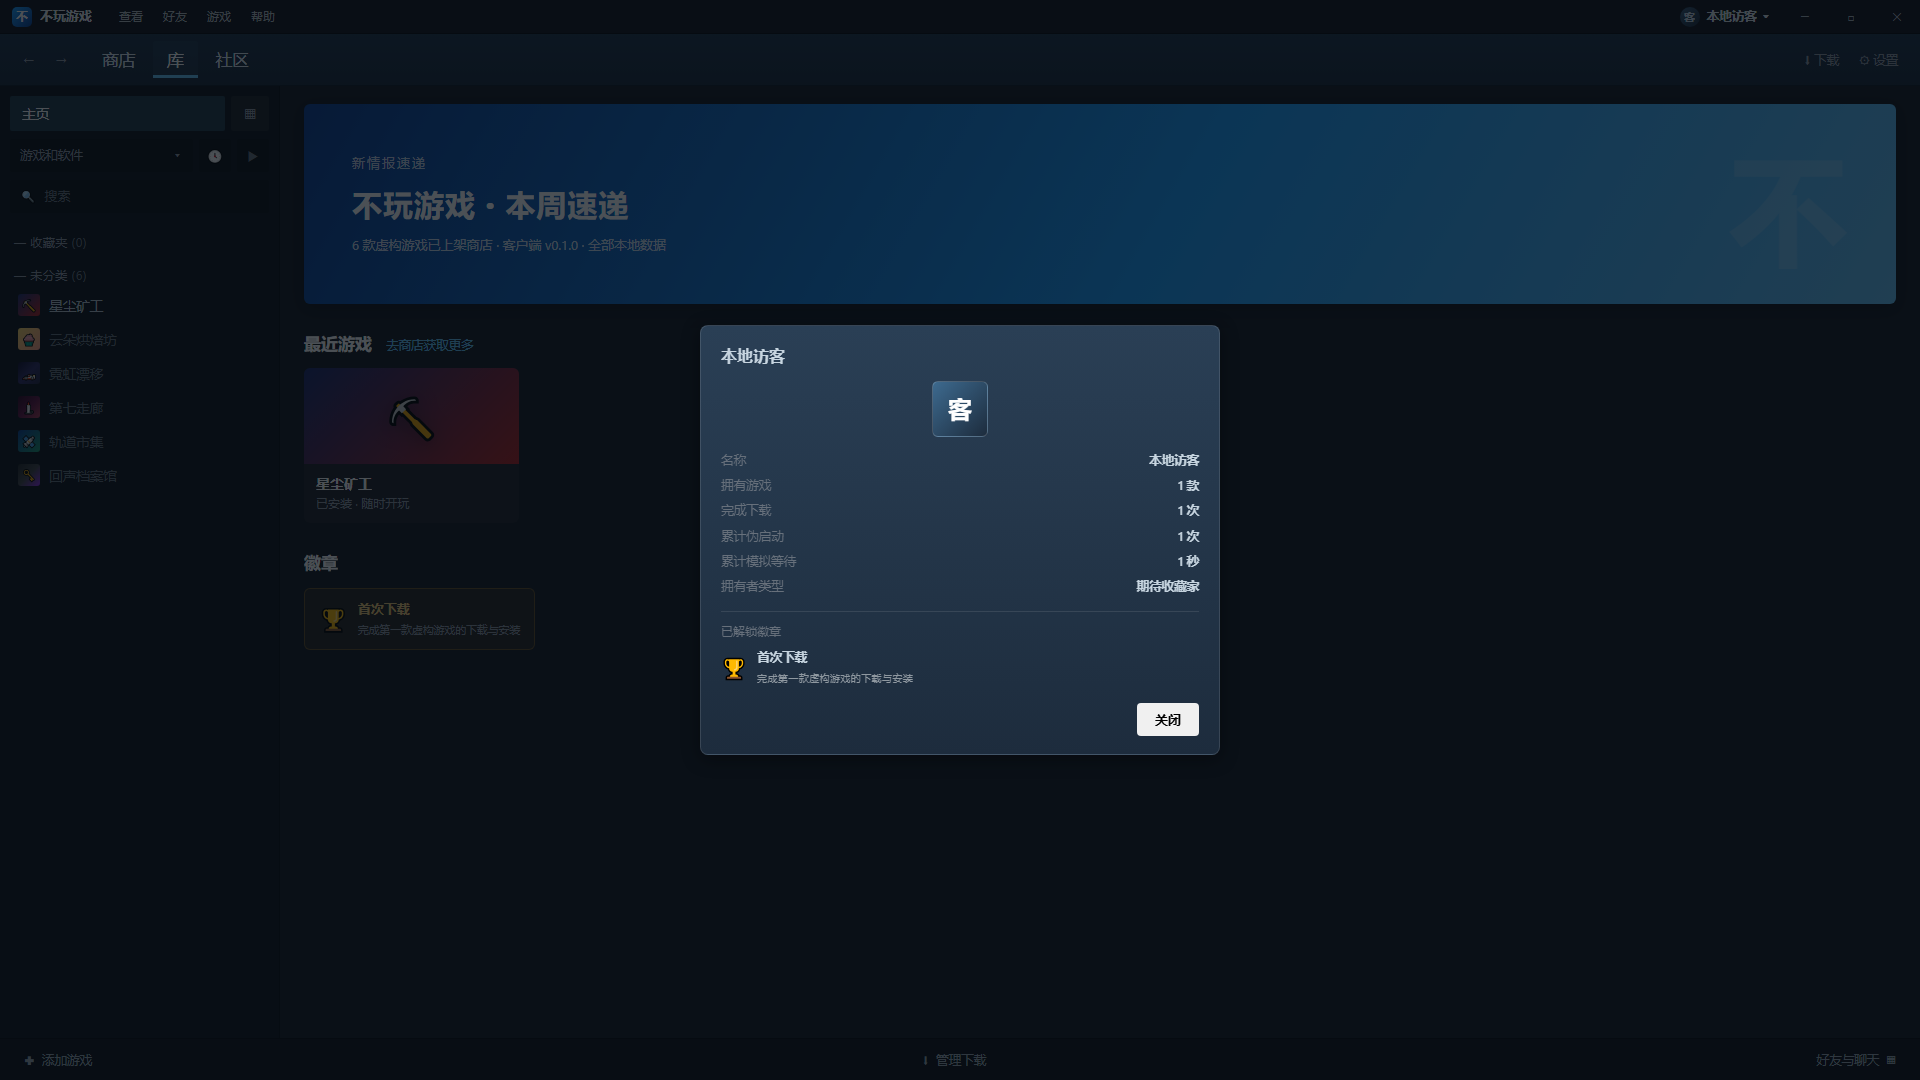 不 不玩游戏 查看 好友 游戏 帮助 客 本地访客
← → 商店 库 社区 下载 设置
主页
游戏和软件
搜索
— 收藏夹 (0)
— 未分类 (6)
星尘矿工
云朵烘焙坊
霓虹漂移
第七走廊
轨道市集
回声档案馆
新情报速递
不玩游戏 · 本周速递
6 款虚构游戏已上架商店 · 客户端 v0.1.0 · 全部本地数据
不
最近游戏 去商店获取更多
星尘矿工
已安装 · 随时开玩
徽章
首次下载
完成第一款虚构游戏的下载与安装
本地访客
客
名称 本地访客
拥有游戏 1 款
完成下载 1 次
累计伪启动 1 次
累计模拟等待 1 秒
拥有者类型 期待收藏家
已解锁徽章
首次下载
完成第一款虚构游戏的下载与安装
关闭
添加游戏 管理下载 好友与聊天